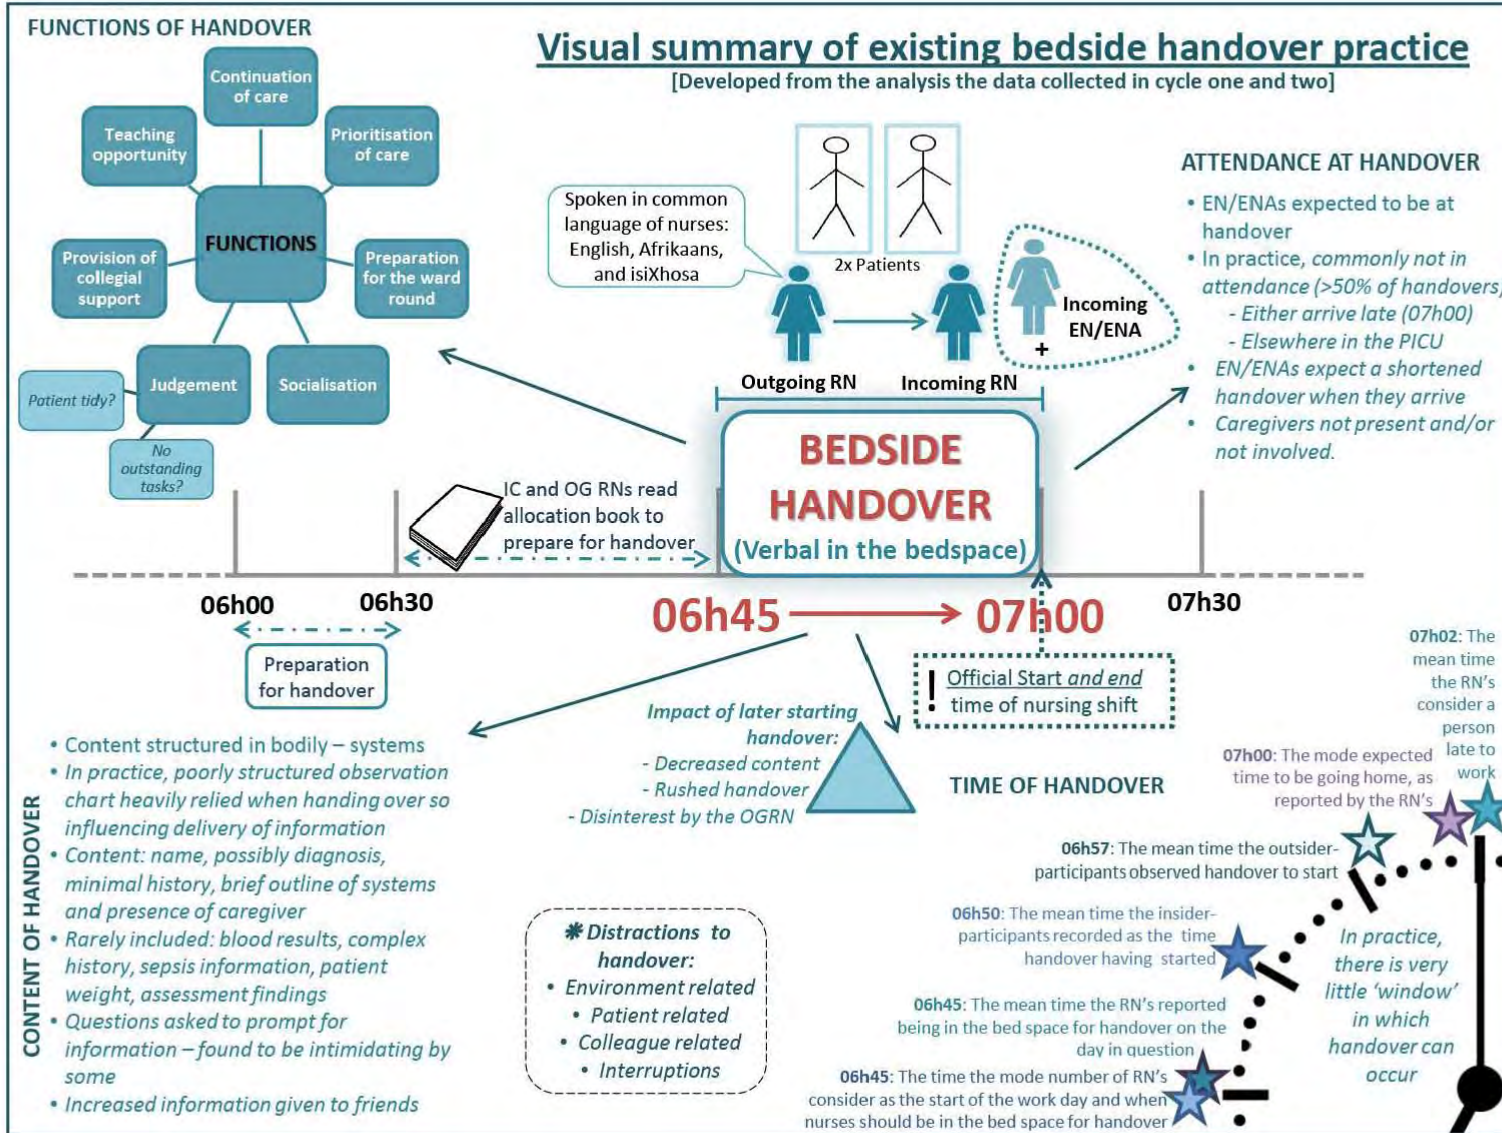 FUNCTIONS OF HANDOVER
Continuation
of care
Teaching
opportunity
Prioritisation
of care
FUNCTIONS
Provision of
collegial
support
Preparation
for the ward
round
Judgement
Socialisation
Patient tidy?
No
outstanding
tasks?
Visual summary of existing bedside handover practice
[Developed from the analysis the data collected in cycle one and two]
Spoken in common
language of nurses:
English, Afrikaans,
and isiXhosa
2x Patients
Incoming
EN/ENA
+
Outgoing RN
Incoming RN
ATTENDANCE AT HANDOVER
• EN/ENAs expected to be at
handover
• In practice, commonly not in
attendance (>50% of handovers)
- Either arrive late (07h00)
- Elsewhere in the PICU
• EN/ENAs expect a shortened
handover when they arrive
• Caregivers not present and/or
not involved.
IC and OG RNs read
allocation book to
prepare for handover
BEDSIDE
HANDOVER
(Verbal in the bedspace)
06h00
06h30
06h45
07h00
07h30
Preparation
for handover
! Official Start and end
time of nursing shift
Impact of later starting
handover:
- Decreased content
- Rushed handover
- Disinterest by the OGRN
CONTENT OF HANDOVER
• Content structured in bodily – systems
• In practice, poorly structured observation
chart heavily relied when handing over so
influencing delivery of information
• Content: name, possibly diagnosis,
minimal history, brief outline of systems
and presence of caregiver
• Rarely included: blood results, complex
history, sepsis information, patient
weight, assessment findings
• Questions asked to prompt for
information – found to be intimidating by
some
• Increased information given to friends
✱ Distractions to
handover:
• Environment related
• Patient related
• Colleague related
• Interruptions
TIME OF HANDOVER
07h02: The
mean time
the RN's
consider a
person
late to
work
07h00: The mode expected
time to be going home, as
reported by the RN's
06h57: The mean time the outsider-
participants observed handover to start
06h50: The mean time the insider-
participants recorded as the time
handover having started
06h45: The mean time the RN's reported
being in the bed space for handover on the
day in question
06h45: The time the mode number of RN's
consider as the start of the work day and when
nurses should be in the bed space for handover
In practice,
there is very
little 'window'
in which
handover can
occur